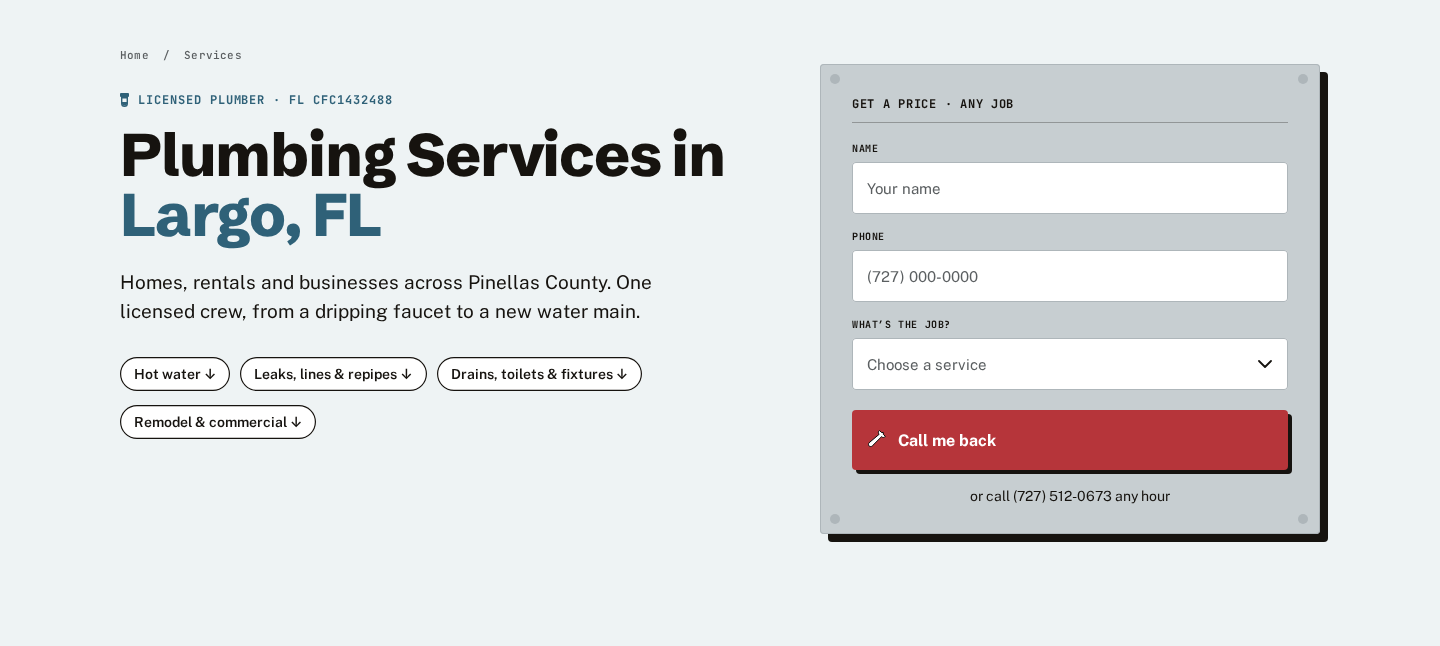 Home / Services
LICENSED PLUMBER · FL CFC1432488
Plumbing Services in
Largo, FL
Homes, rentals and businesses across Pinellas County. One
licensed crew, from a dripping faucet to a new water main.
Hot water ↓
Leaks, lines & repipes ↓
Drains, toilets & fixtures ↓
Remodel & commercial ↓
GET A PRICE · ANY JOB
NAME
Your name
PHONE
(727) 000-0000
WHAT’S THE JOB?
Choose a service
Call me back
or call (727) 512-0673 any hour